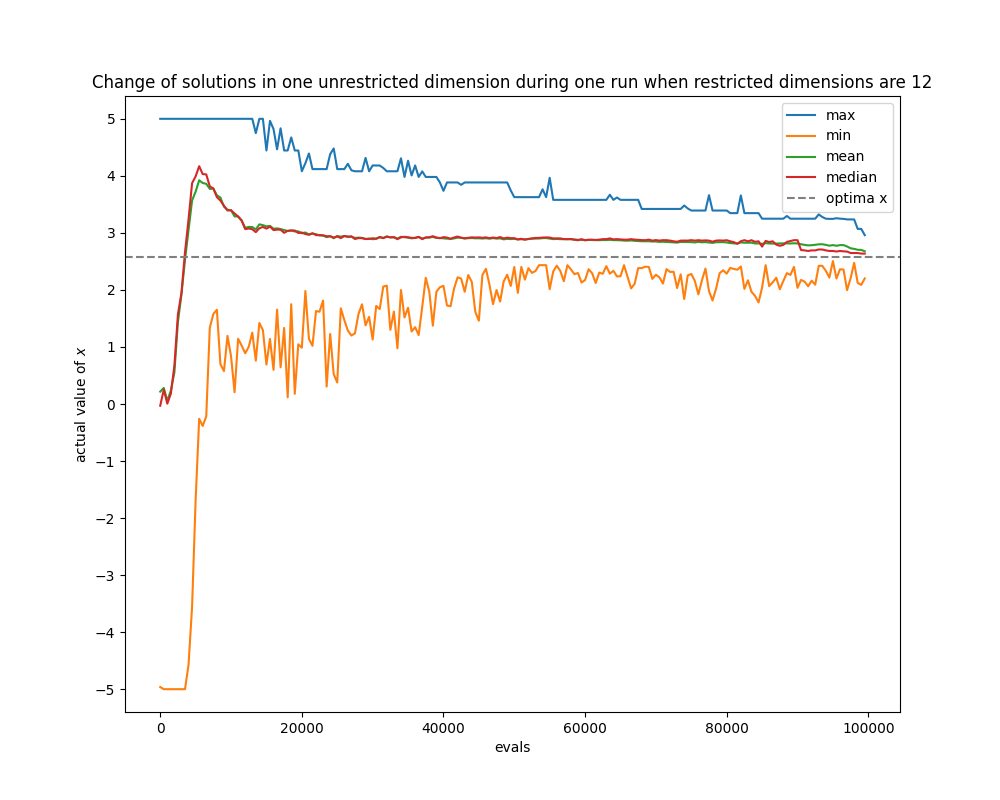 Change of solutions in one unrestricted dimension during one run when restricted dimensions are 12
max
min
mean
median
optima x
actual value of x
5
4
3
2
1
0
−1
−2
−3
−4
−5
0 20000 40000 60000 80000 100000
evals